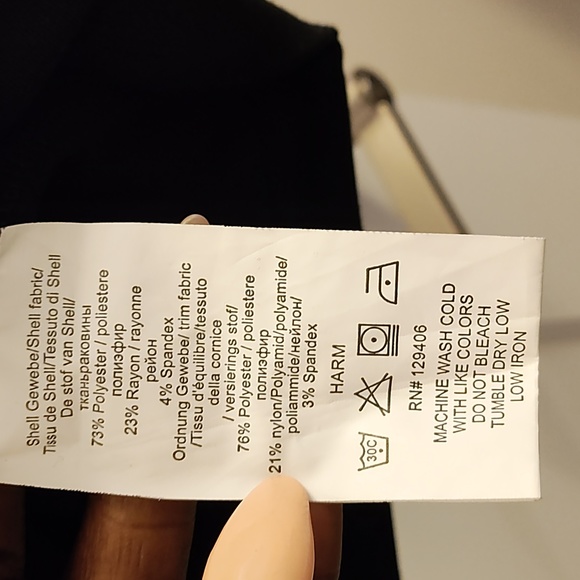 Shell Gewebe/Shell fabric/
Tissu de Shell/Tessuto di Shell
De stof van Shell/
тканьраковины
73% Polyester / poliestere
полиэфир
23% Rayon / rayonne
рейон
4% Spandex
Ordnung Gewebe/ trim fabric
/Tissu d'équilibre/tessuto
della cornice
/ versierings stof/
76% Polyester / poliestere
полиэфир
21% nylon/Polyamid/polyamide/
poliammide/нейлон/
3% Spandex
HARM
30C
RN# 129406
MACHINE WASH COLD
WITH LIKE COLORS
DO NOT BLEACH
TUMBLE DRY LOW
LOW IRON